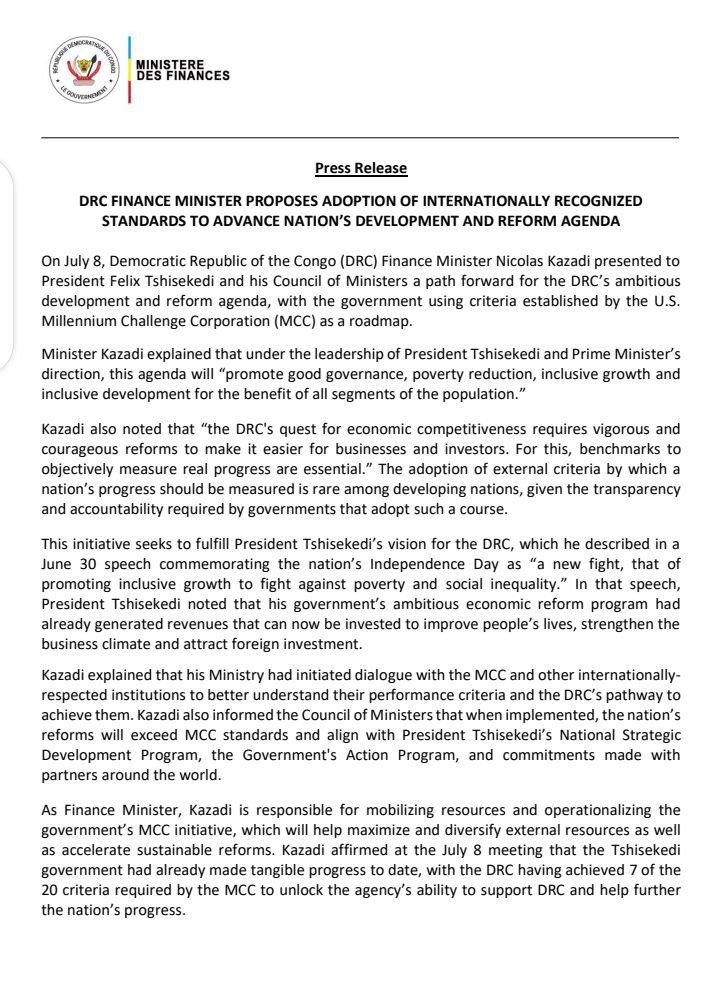 RÉPUBLIQUE DÉMOCRATIQUE DU CONGO
LE GOUVERNEMENT
MINISTERE
DES FINANCES
Press Release
DRC FINANCE MINISTER PROPOSES ADOPTION OF INTERNATIONALLY RECOGNIZED
STANDARDS TO ADVANCE NATION’S DEVELOPMENT AND REFORM AGENDA
On July 8, Democratic Republic of the Congo (DRC) Finance Minister Nicolas Kazadi presented to
President Felix Tshisekedi and his Council of Ministers a path forward for the DRC’s ambitious
development and reform agenda, with the government using criteria established by the U.S.
Millennium Challenge Corporation (MCC) as a roadmap.
Minister Kazadi explained that under the leadership of President Tshisekedi and Prime Minister’s
direction, this agenda will “promote good governance, poverty reduction, inclusive growth and
inclusive development for the benefit of all segments of the population.”
Kazadi also noted that “the DRC's quest for economic competitiveness requires vigorous and
courageous reforms to make it easier for businesses and investors. For this, benchmarks to
objectively measure real progress are essential.” The adoption of external criteria by which a
nation’s progress should be measured is rare among developing nations, given the transparency
and accountability required by governments that adopt such a course.
This initiative seeks to fulfill President Tshisekedi’s vision for the DRC, which he described in a
June 30 speech commemorating the nation’s Independence Day as “a new fight, that of
promoting inclusive growth to fight against poverty and social inequality.” In that speech,
President Tshisekedi noted that his government’s ambitious economic reform program had
already generated revenues that can now be invested to improve people’s lives, strengthen the
business climate and attract foreign investment.
Kazadi explained that his Ministry had initiated dialogue with the MCC and other internationally-
respected institutions to better understand their performance criteria and the DRC’s pathway to
achieve them. Kazadi also informed the Council of Ministers that when implemented, the nation’s
reforms will exceed MCC standards and align with President Tshisekedi’s National Strategic
Development Program, the Government's Action Program, and commitments made with
partners around the world.
As Finance Minister, Kazadi is responsible for mobilizing resources and operationalizing the
government’s MCC initiative, which will help maximize and diversify external resources as well
as accelerate sustainable reforms. Kazadi affirmed at the July 8 meeting that the Tshisekedi
government had already made tangible progress to date, with the DRC having achieved 7 of the
20 criteria required by the MCC to unlock the agency’s ability to support DRC and help further
the nation’s progress.